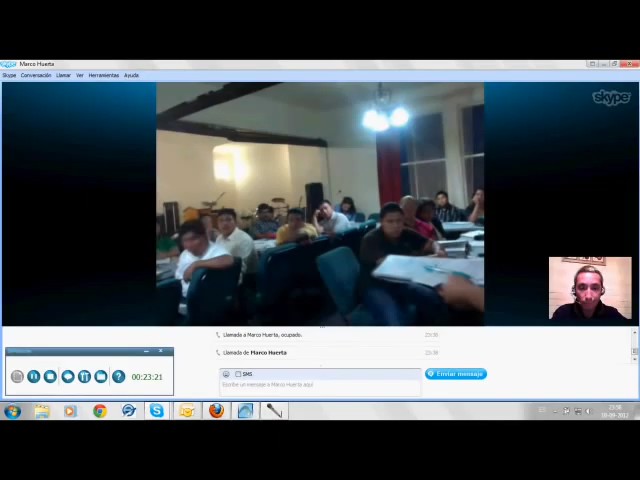 Marco Huerta
Skype Conversación Llamar Ver Herramientas Ayuda
skype
Llamada a Marco Huerta, ocupado.
Llamada de Marco Huerta
SMS
Enviar mensaje
Escribe un mensaje a Marco Huerta aquí
00:23:21